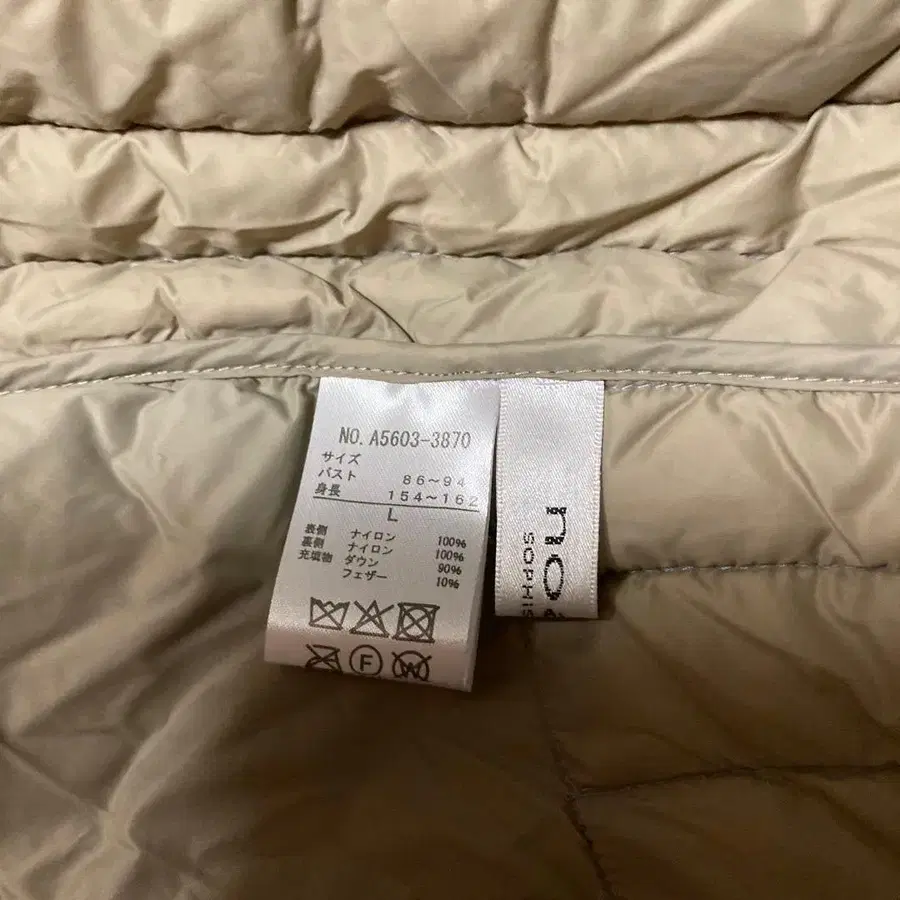 NO. A5603-3870
サイズ
バスト 86～94
身長 154～162
L
表側 ナイロン 100%
裏側 ナイロン 100%
充填物 ダウン 90%
フェザー 10%
F
W
no
SOPHIS